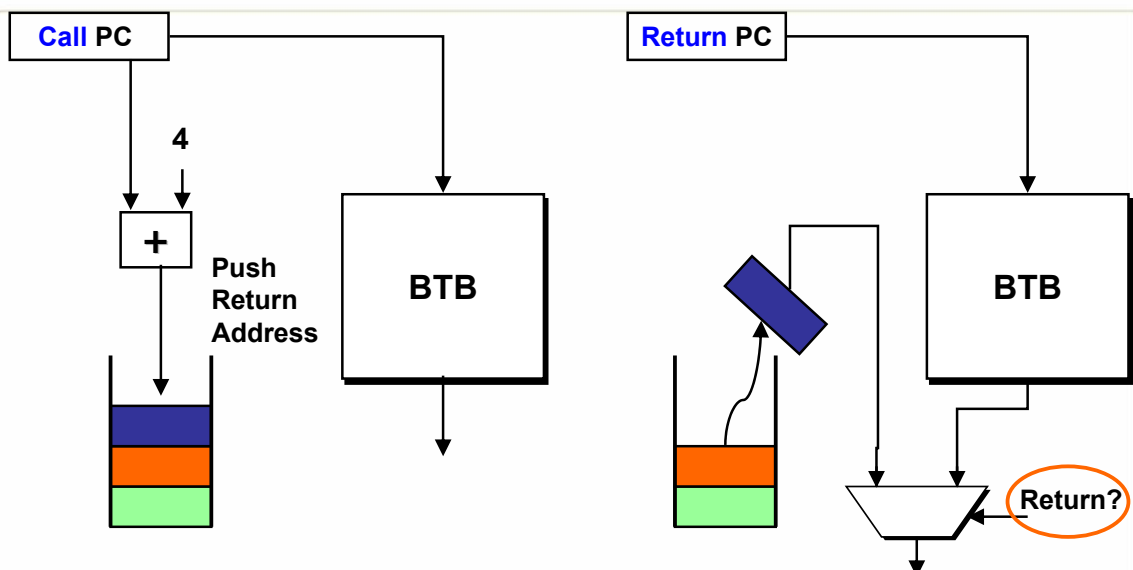 Call PC
Return PC
4
+
Push
Return
Address
BTB
BTB
Return?